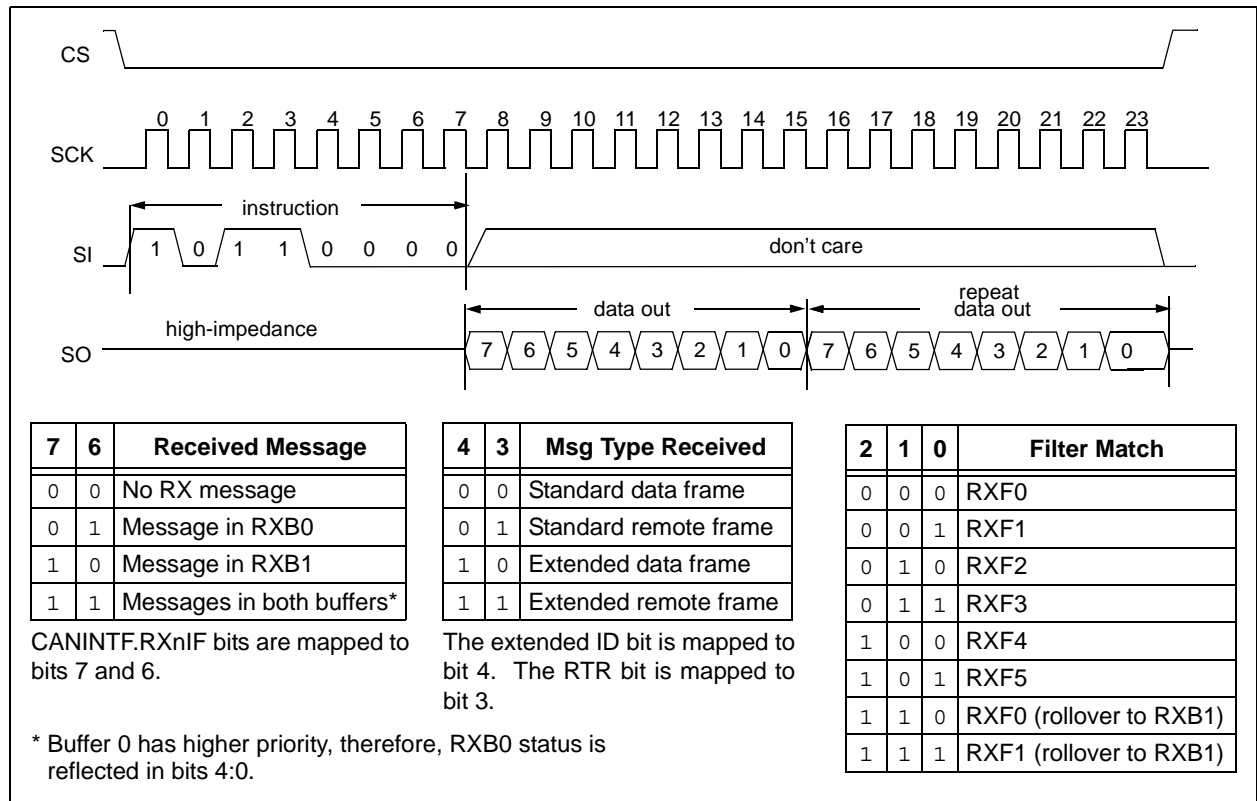 CS
0 1 2 3 4 5 6 7 8 9 10 11 12 13 14 15 16 17 18 19 20 21 22 23
SCK
instruction
SI 1 0 1 1 0 0 0 0 don't care
data out
repeat
data out
high-impedance
SO 7 6 5 4 3 2 1 0 7 6 5 4 3 2 1 0
7 6 Received Message
0 0 No RX message
0 1 Message in RXB0
1 0 Message in RXB1
1 1 Messages in both buffers*
CANINTF.RXnIF bits are mapped to
bits 7 and 6.
4 3 Msg Type Received
0 0 Standard data frame
0 1 Standard remote frame
1 0 Extended data frame
1 1 Extended remote frame
The extended ID bit is mapped to
bit 4. The RTR bit is mapped to
bit 3.
2 1 0 Filter Match
0 0 0 RXF0
0 0 1 RXF1
0 1 0 RXF2
0 1 1 RXF3
1 0 0 RXF4
1 0 1 RXF5
1 1 0 RXF0 (rollover to RXB1)
1 1 1 RXF1 (rollover to RXB1)
* Buffer 0 has higher priority, therefore, RXB0 status is
reflected in bits 4:0.